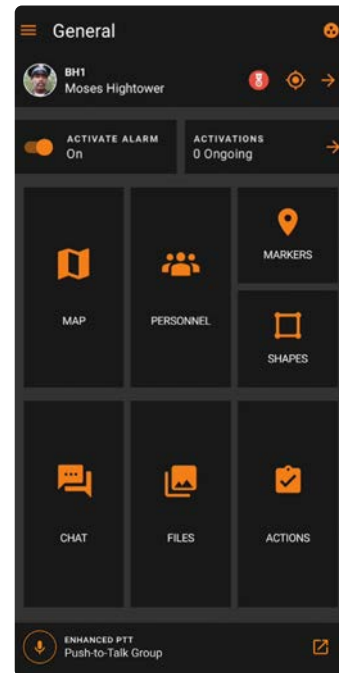 General
BH1
Moses Hightower
ACTIVATE ALARM
On
ACTIVATIONS
0 Ongoing
MAP
PERSONNEL
MARKERS
SHAPES
CHAT
FILES
ACTIONS
ENHANCED PTT
Push-to-Talk Group